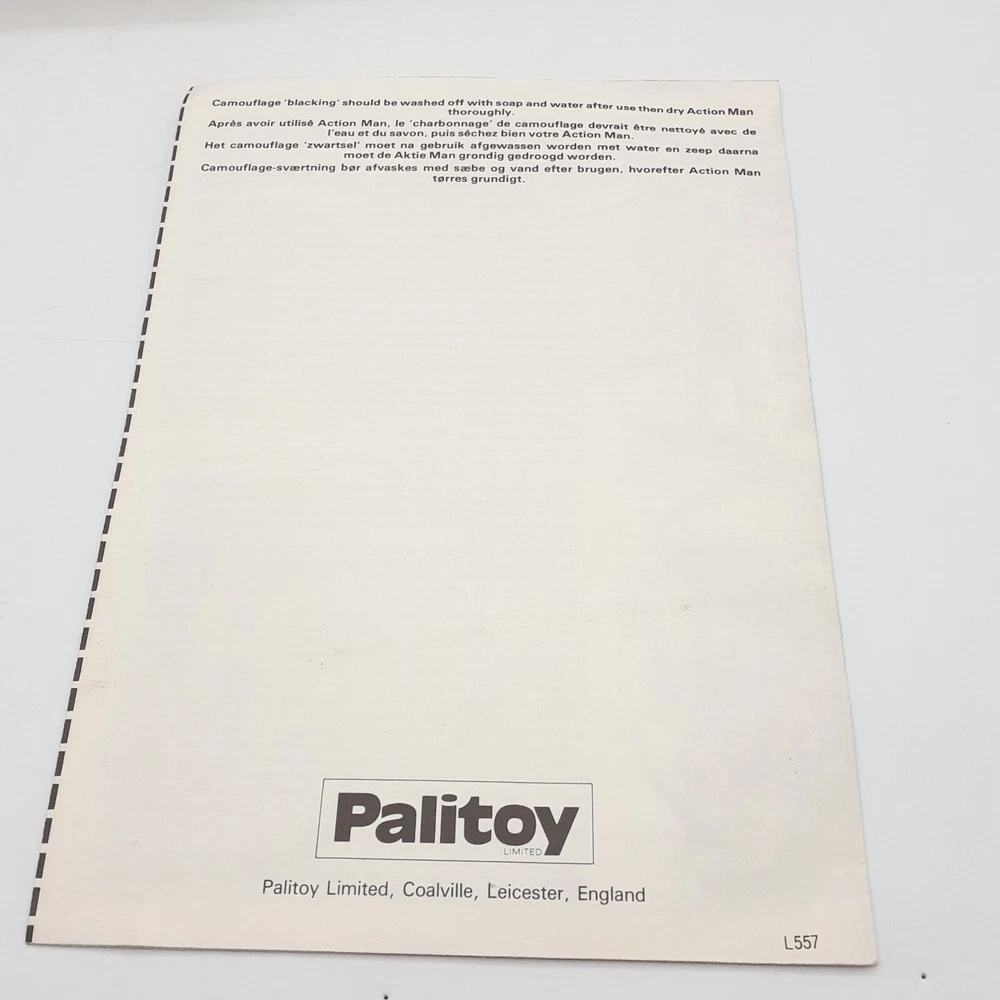 Camouflage 'blacking' should be washed off with soap and water after use then dry Action Man
thoroughly.
Après avoir utilisé Action Man, le 'charbonnage' de camouflage devrait être nettoyé avec de
l'eau et du savon, puis séchez bien votre Action Man.
Het camouflage 'zwartsel' moet na gebruik afgewassen worden met water en zeep daarna
moet de Aktie Man grondig gedroogd worden.
Camouflage-sværtning bør afvaskes med sæbe og vand efter brugen, hvorefter Action Man
tørres grundigt.
Palitoy
LIMITED
Palitoy Limited, Coalville, Leicester, England
L557